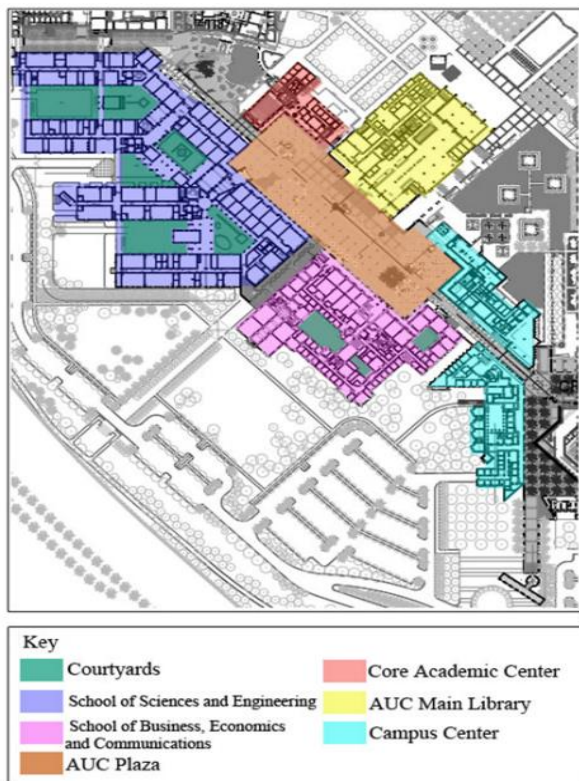 Key
Courtyards
School of Sciences and Engineering
School of Business, Economics
and Communications
AUC Plaza
Core Academic Center
AUC Main Library
Campus Center